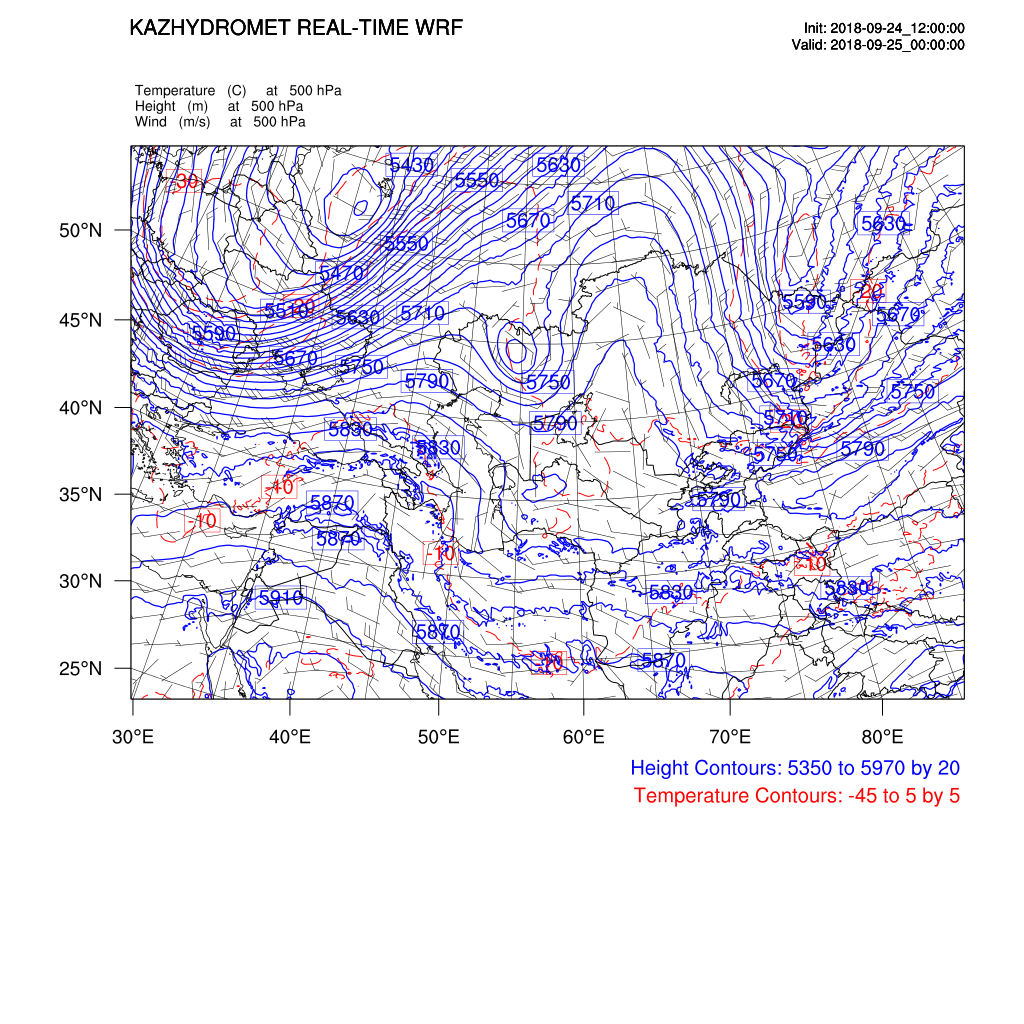 KAZHYDROMET REAL-TIME WRF
Init: 2018-09-24_12:00:00
Valid: 2018-09-25_00:00:00
Temperature (C) at 500 hPa
Height (m) at 500 hPa
Wind (m/s) at 500 hPa
5430 5630
5550
-30
5710
5670 5630
50°N
5550
5470
5590 -20
5510 -20
5630 5710 5670
45°N
5590
5630
5670
5750
5790 5750 5670
5750
40°N
5710
5790
5830
5830 5790
5750
-10
5870 5790
35°N
-10
5870
-10
-10
30°N
5830 5830
5910
5870
-10 5870
25°N
30°E 40°E 50°E 60°E 70°E 80°E
Height Contours: 5350 to 5970 by 20
Temperature Contours: -45 to 5 by 5